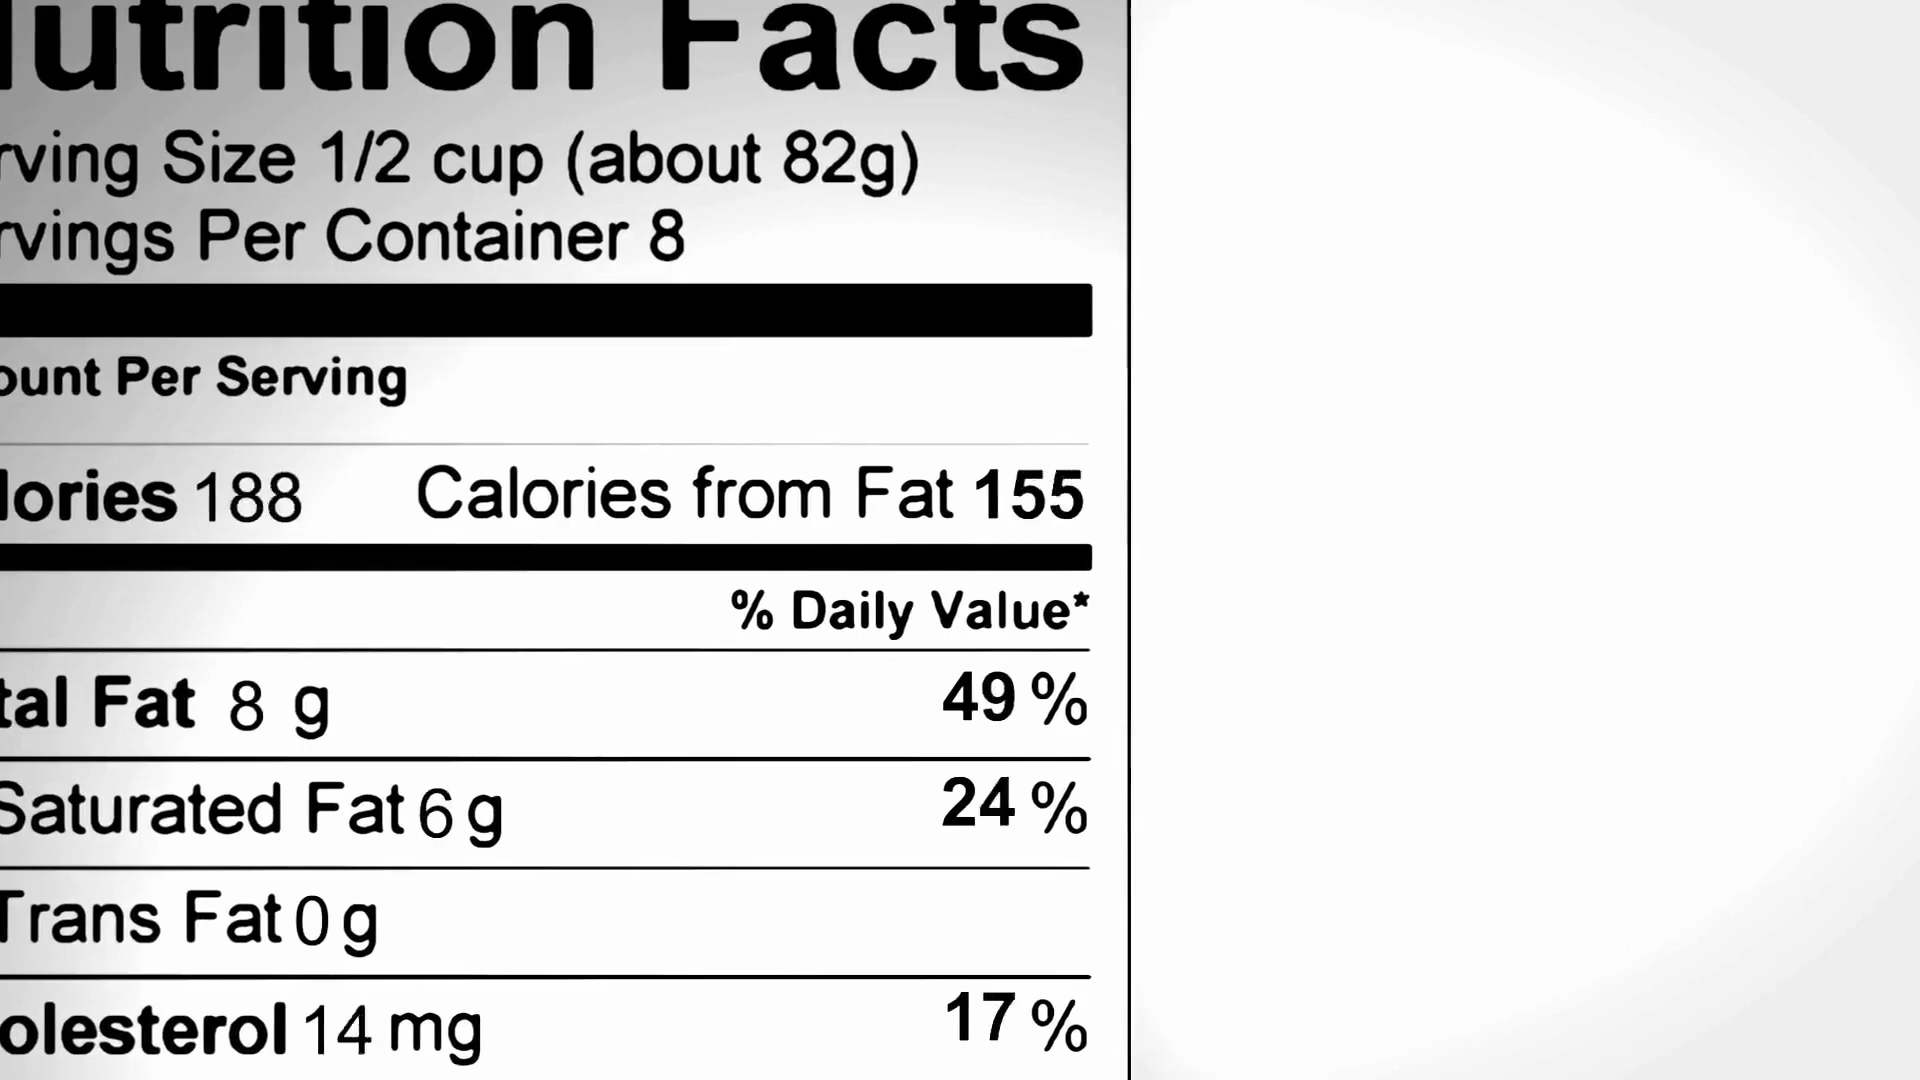 utrition Facts
rving Size 1/2 cup (about 82g)
rvings Per Container 8
ount Per Serving
lories 188 Calories from Fat 155
% Daily Value*
tal Fat 8 g 49 %
Saturated Fat 6 g 24 %
Trans Fat 0 g
olesterol 14 mg 17 %